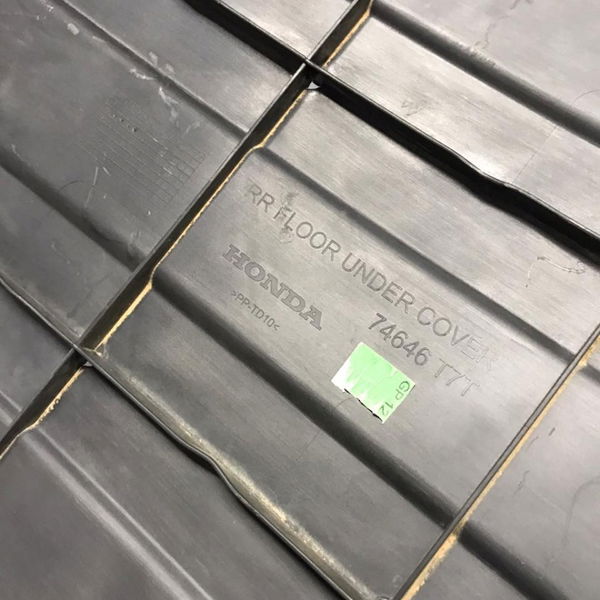 RR FLOOR UNDER COVER
HONDA
74646 T7T
>PP-TD10<
GP 12